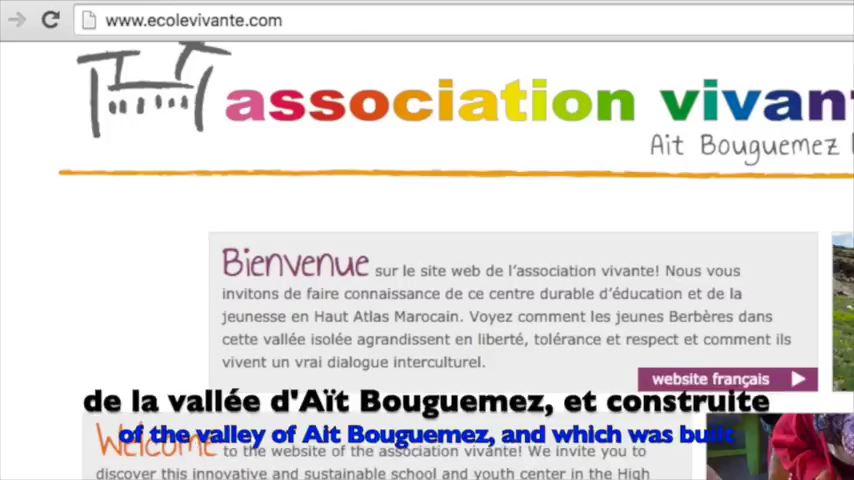 www.ecolevivante.com
association vivan
Ait Bouguemez
Bienvenue sur le site web de l'association vivante! Nous vous
invitons de faire connaissance de ce centre durable d'éducation et de la
jeunesse en Haut Atlas Marocain. Voyez comment les jeunes Berbères dans
cette vallée isolée agrandissent en liberté, tolérance et respect et comment ils
vivent un vrai dialogue interculturel.
website français
de la vallée d'Aït Bouguemez, et construite
of the valley of Ait Bouguemez, and which was built
Welcome to the website of the association vivante! We invite you to
discover this innovative and sustainable school and youth center in the High